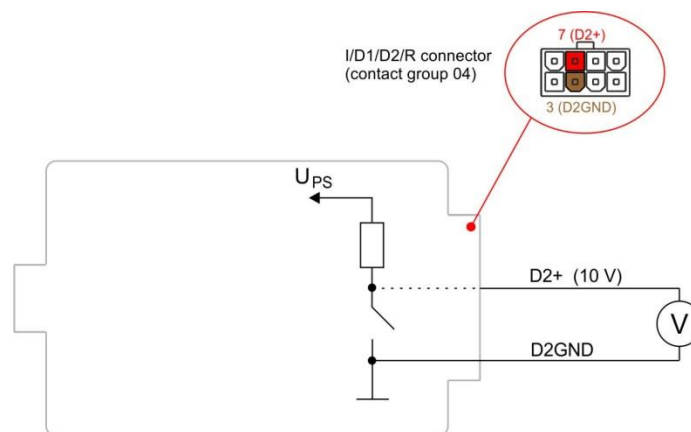 7 (D2+)
I/D1/D2/R connector
(contact group 04)
3 (D2GND)
UPS
D2+ (10 V)
V
D2GND